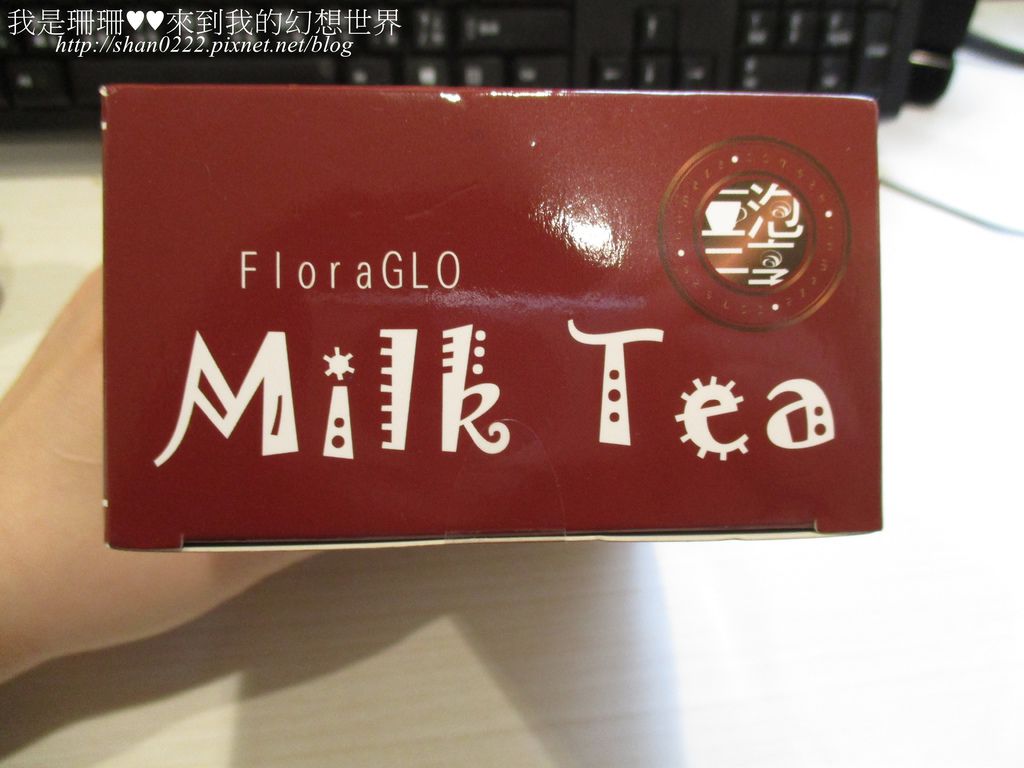 我是珊珊♥♥來到我的幻想世界
http://shan0222.pixnet.net/blog
FloraGLO
Milk Tea